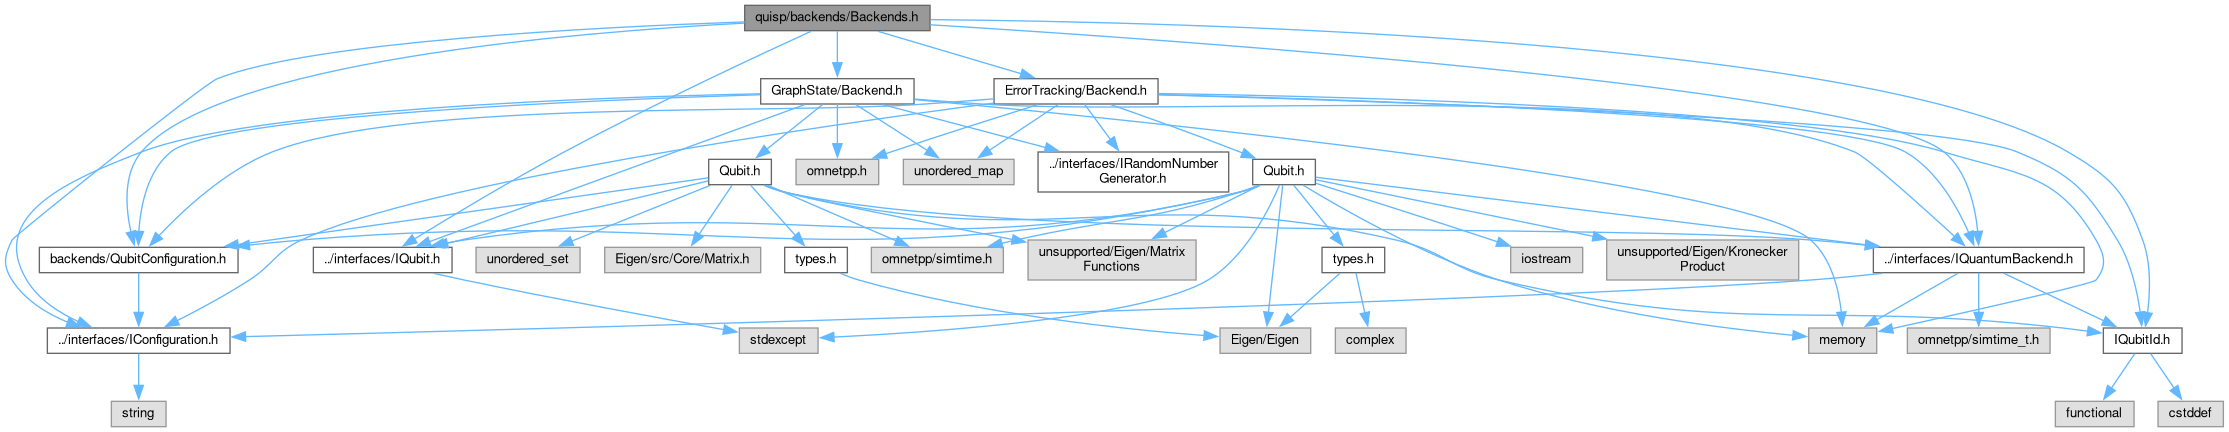 quisp/backends/Backends.h
GraphState/Backend.h
ErrorTracking/Backend.h
Qubit.h
omnetpp.h
unordered_map
../interfaces/IRandomNumber
Generator.h
Qubit.h
backends/QubitConfiguration.h
../interfaces/IQubit.h
unordered_set
Eigen/src/Core/Matrix.h
types.h
omnetpp/simtime.h
unsupported/Eigen/Matrix
Functions
types.h
iostream
unsupported/Eigen/Kronecker
Product
../interfaces/IQuantumBackend.h
../interfaces/IConfiguration.h
stdexcept
Eigen/Eigen
complex
memory
omnetpp/simtime_t.h
IQubitId.h
string
functional
cstddef